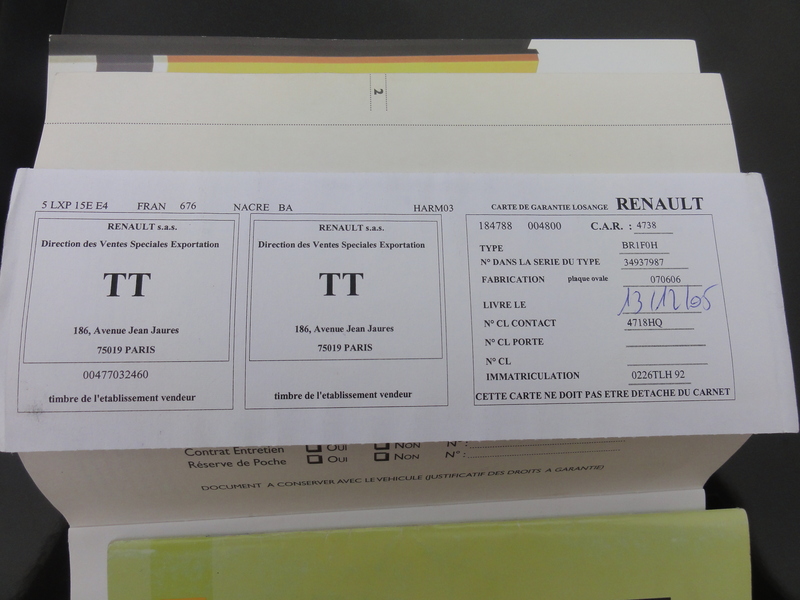 2
5 LXP 15E E4 FRAN 676 NACRE BA HARM03
RENAULT s.a.s.
Direction des Ventes Speciales Exportation
TT
186, Avenue Jean Jaures
75019 PARIS
00477032460
timbre de l'etablissement vendeur
RENAULT s.a.s.
Direction des Ventes Speciales Exportation
TT
186, Avenue Jean Jaures
75019 PARIS
timbre de l'etablissement vendeur
CARTE DE GARANTIE LOSANGE RENAULT
184788 004800 C.A.R. : 4738
TYPE BR1F0H
N° DANS LA SERIE DU TYPE 34937987
FABRICATION plaque ovale 070606
LIVRE LE 13/12/05
N° CL CONTACT 4718HQ
N° CL PORTE
N° CL
IMMATRICULATION 0226TLH 92
CETTE CARTE NE DOIT PAS ETRE DETACHE DU CARNET
Contrat Entretien Oui Non N° :
Réserve de Poche Oui Non N° :
DOCUMENT A CONSERVER AVEC LE VEHICULE (JUSTIFICATIF DES DROITS A GARANTIE)